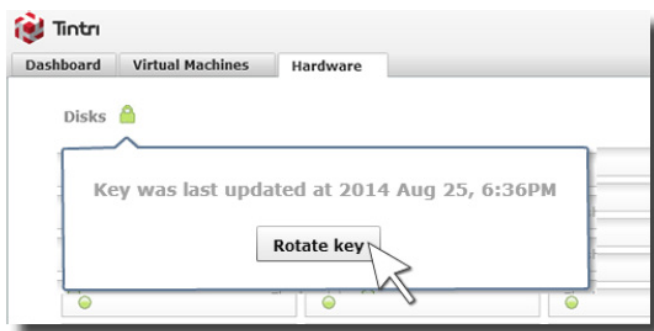 Tintri
Dashboard Virtual Machines Hardware
Disks
Key was last updated at 2014 Aug 25, 6:36PM
Rotate key